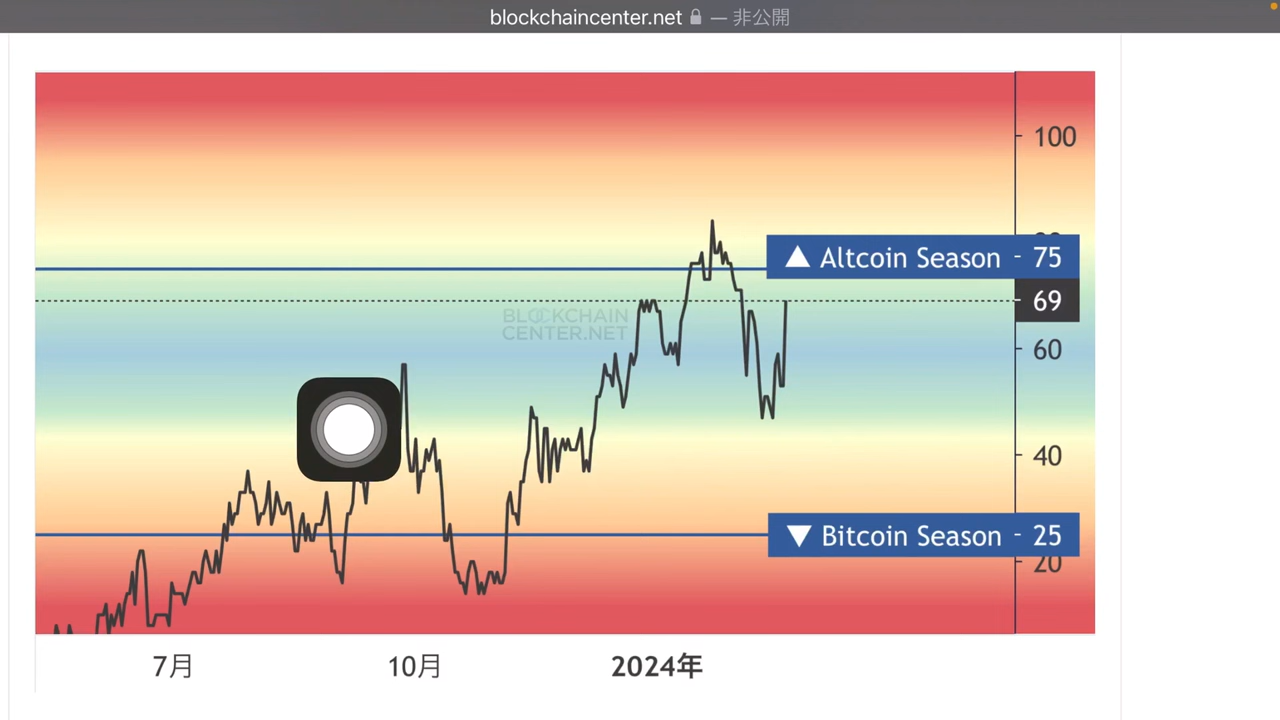 blockchaincenter.net — 非公開
100
▲ Altcoin Season - 75
69
BLOCKCHAIN
CENTER.NET
60
40
▼ Bitcoin Season - 25
20
7月 10月 2024年